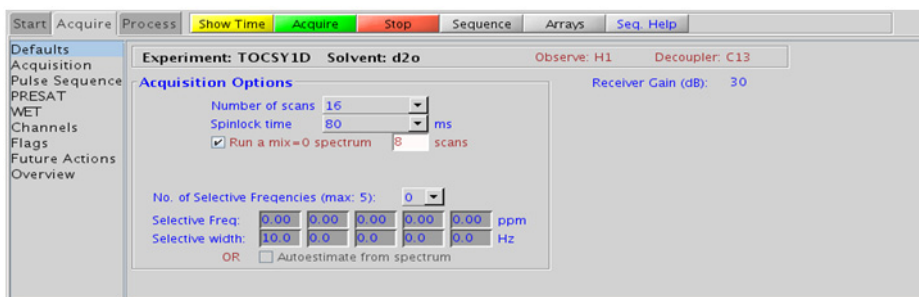 Start Acquire Process Show Time Acquire Stop Sequence Arrays Seq. Help
Defaults
Acquisition
Pulse Sequence
PRESAT
WET
Channels
Flags
Future Actions
Overview
Experiment: TOCSY1D Solvent: d2o Observe: H1 Decoupler: C13
Acquisition Options Receiver Gain (dB): 30
Number of scans 16
Spinlock time 80 ms
Run a mix=0 spectrum 8 scans
No. of Selective Freqencies (max: 5): 0
Selective Freq: 0.00 0.00 0.00 0.00 0.00 ppm
Selective width: 10.0 0.0 0.0 0.0 0.0 Hz
OR Autoestimate from spectrum